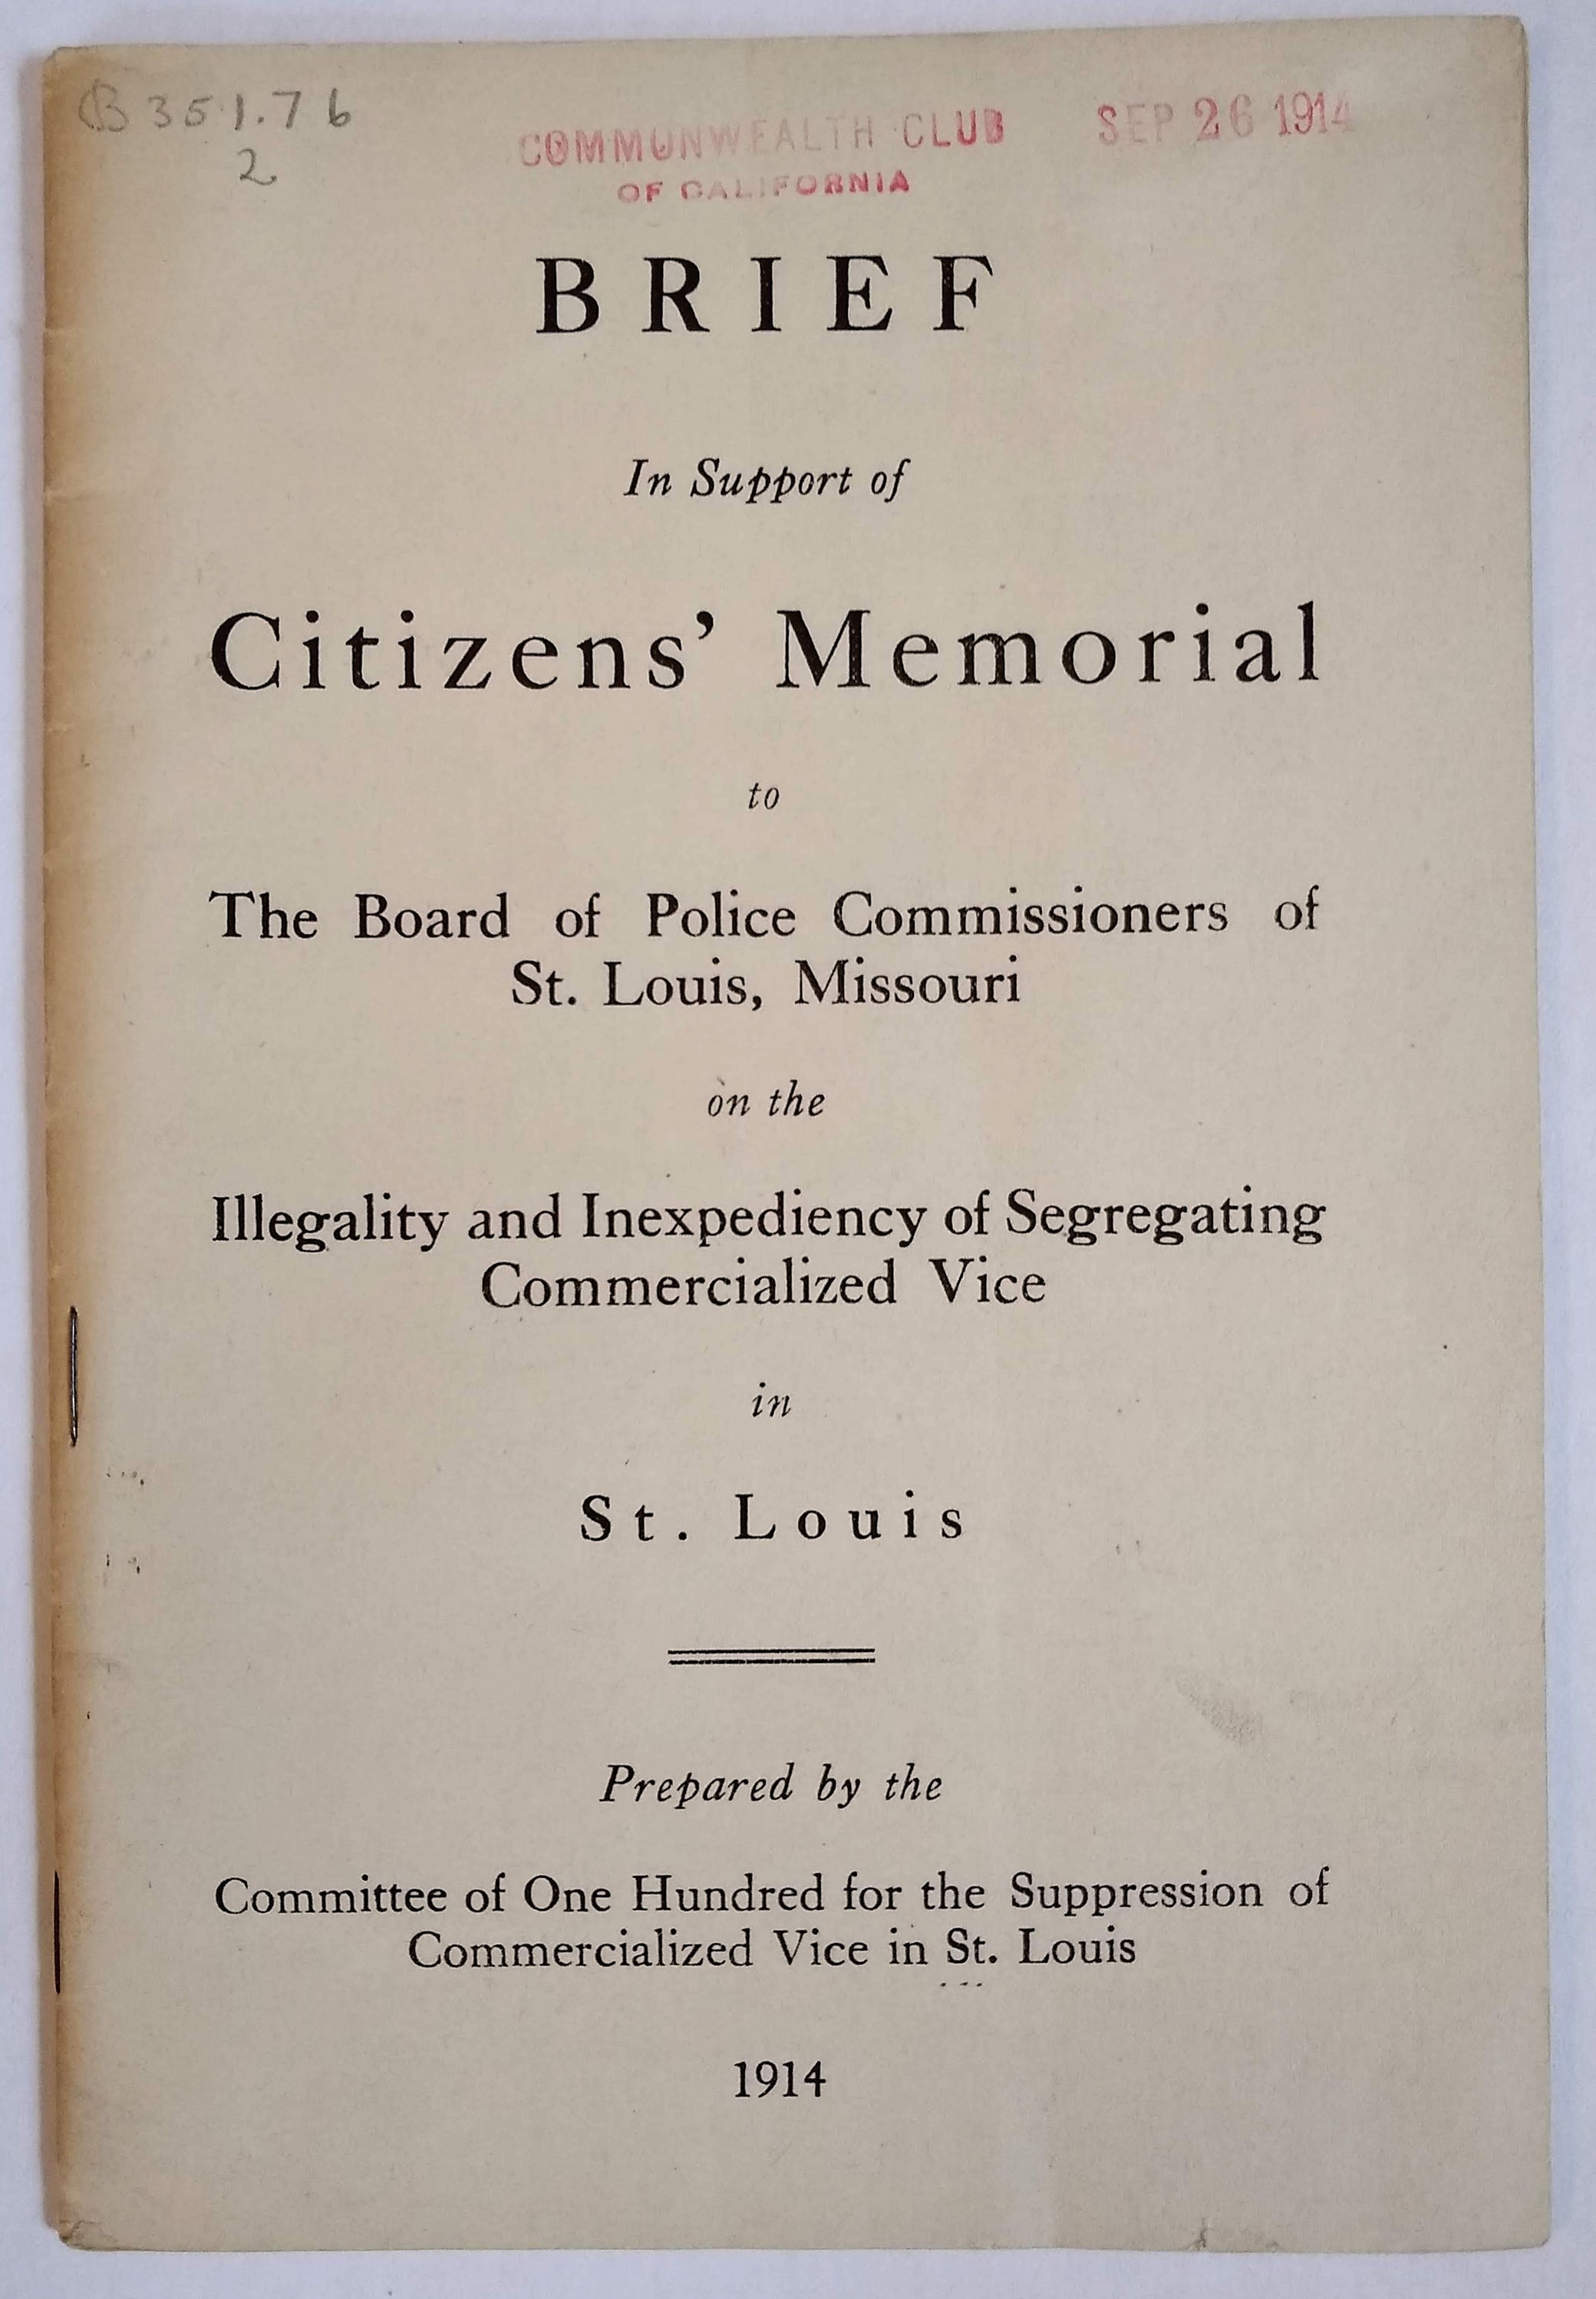 B 351.76
2
COMMONWEALTH CLUB
OF CALIFORNIA
SEP 26 1914
BRIEF
In Support of
Citizens' Memorial
to
The Board of Police Commissioners of
St. Louis, Missouri
on the
Illegality and Inexpediency of Segregating
Commercialized Vice
in
St. Louis
Prepared by the
Committee of One Hundred for the Suppression of
Commercialized Vice in St. Louis
1914